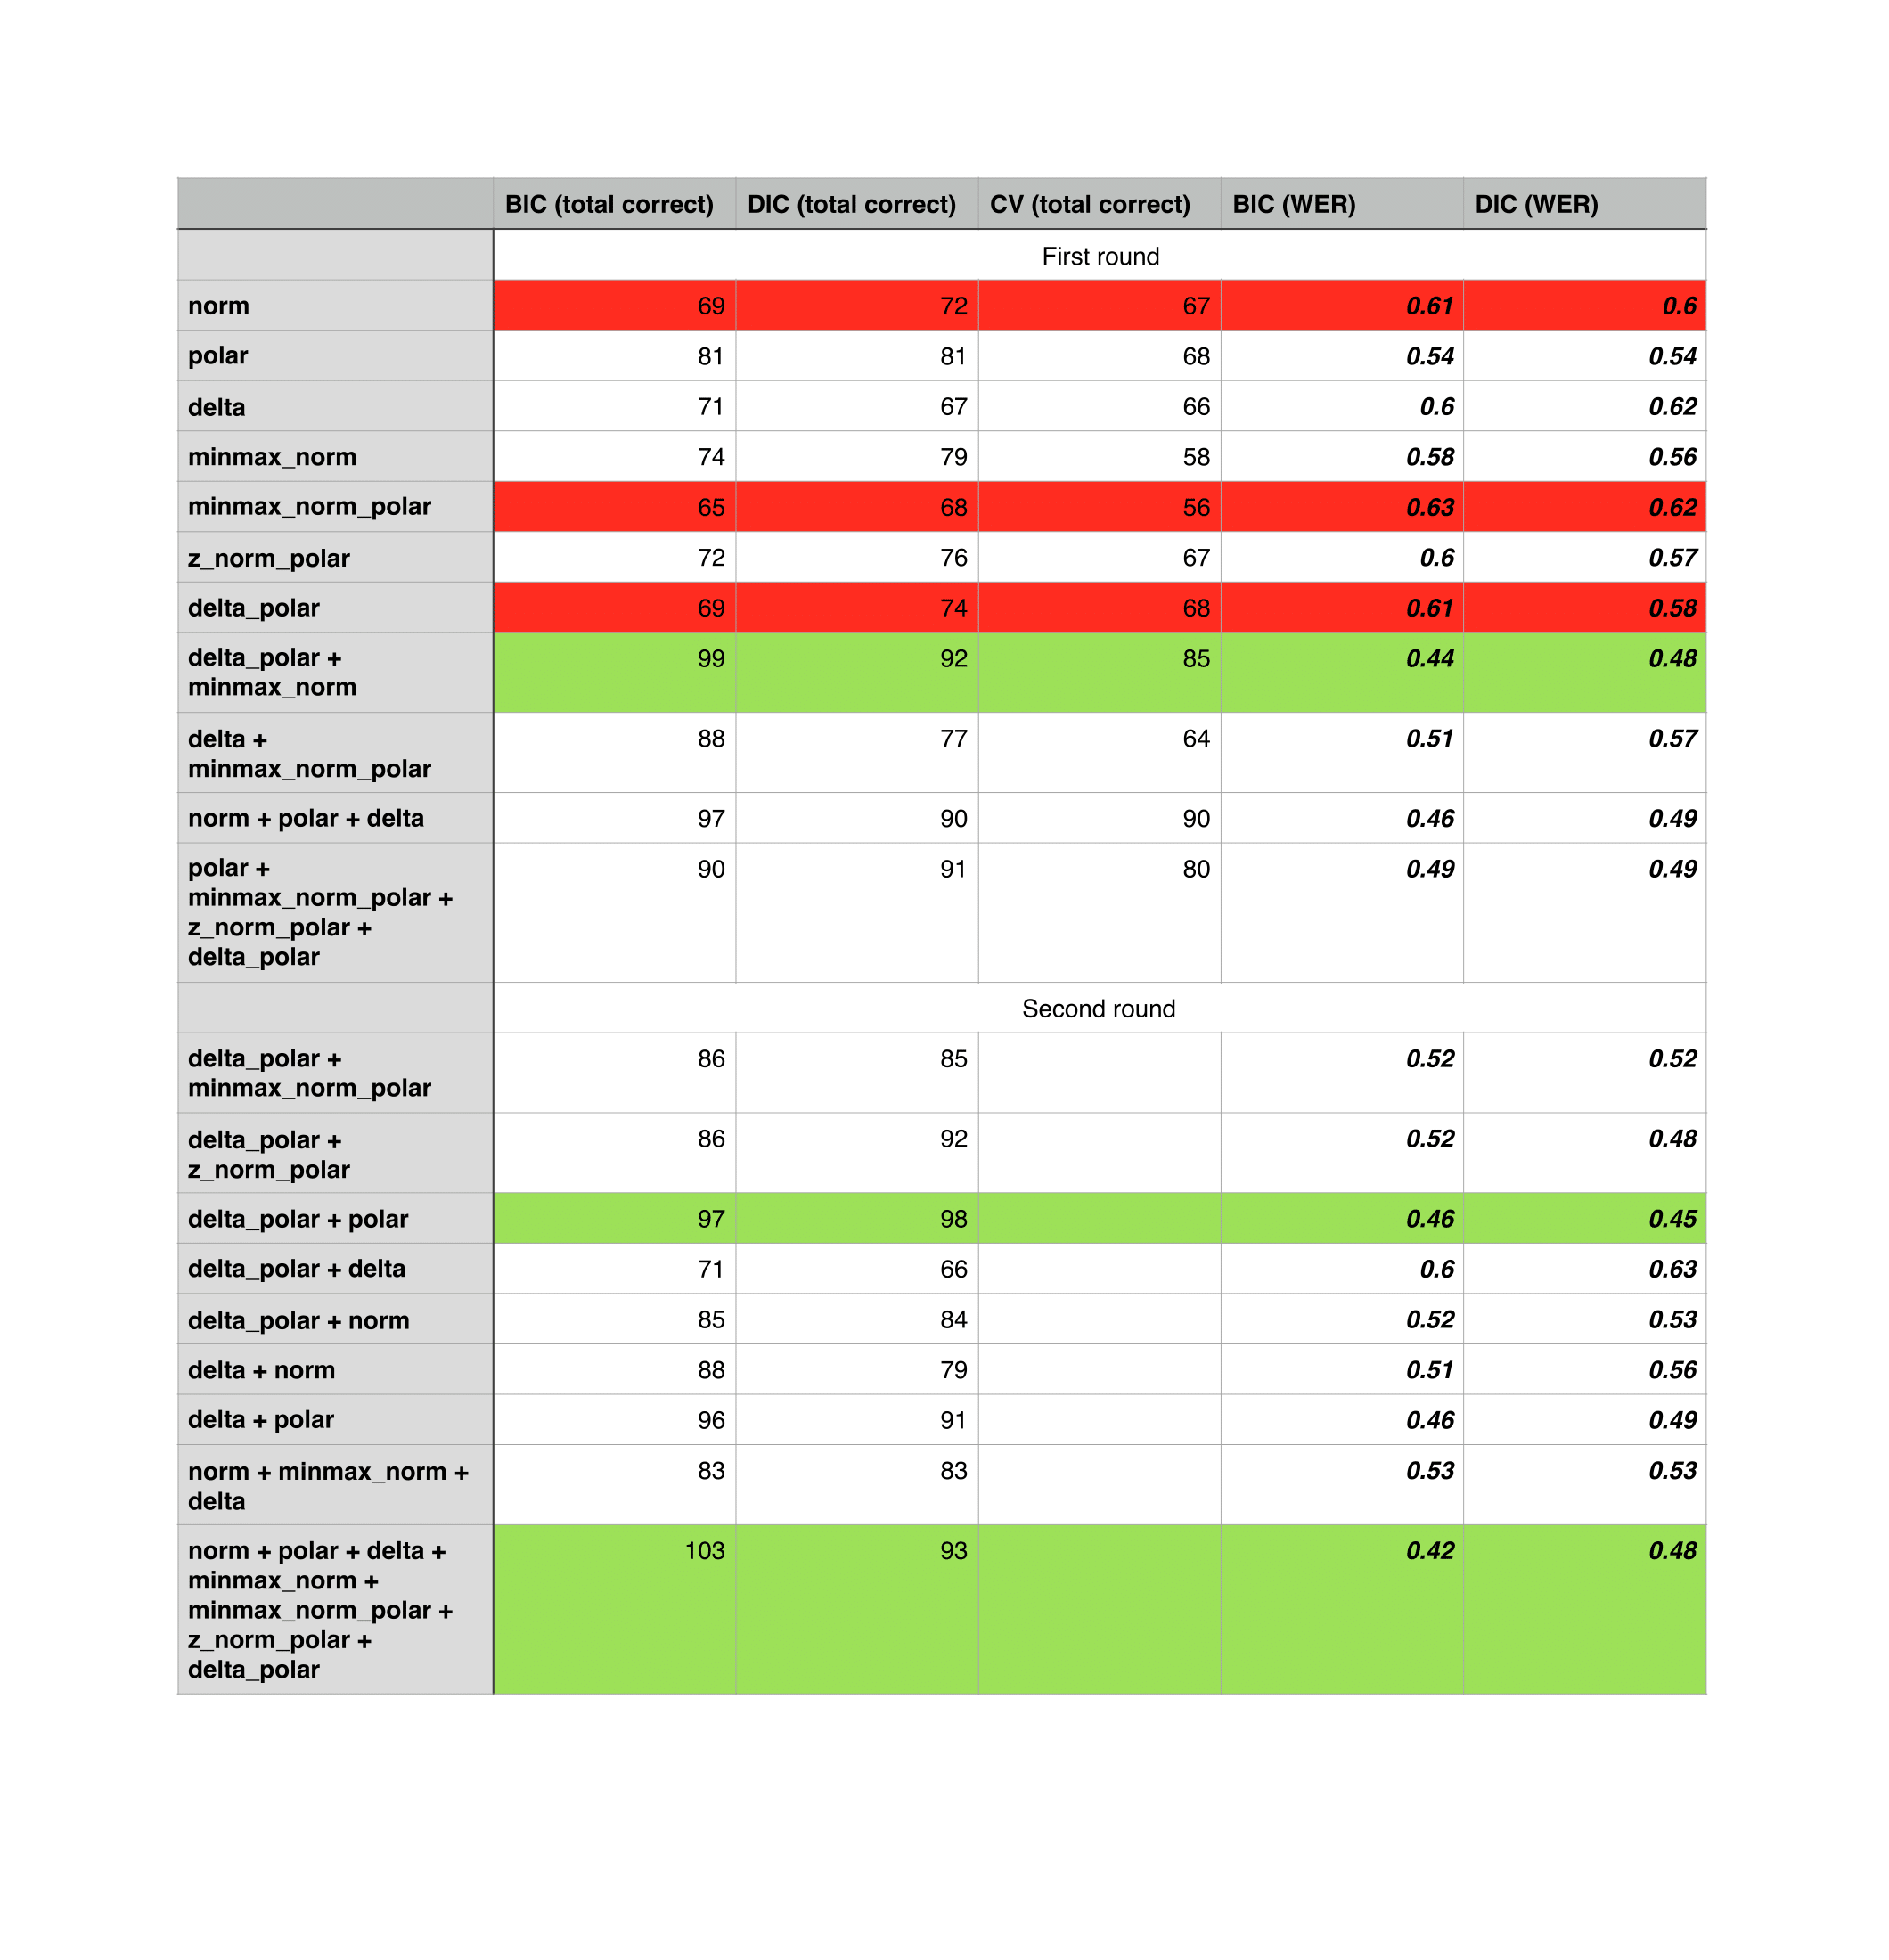 BIC (total correct) DIC (total correct) CV (total correct) BIC (WER) DIC (WER)
First round
norm 69 72 67 0.61 0.6
polar 81 81 68 0.54 0.54
delta 71 67 66 0.6 0.62
minmax_norm 74 79 58 0.58 0.56
minmax_norm_polar 65 68 56 0.63 0.62
z_norm_polar 72 76 67 0.6 0.57
delta_polar 69 74 68 0.61 0.58
delta_polar + 99 92 85 0.44 0.48
minmax_norm
delta + 88 77 64 0.51 0.57
minmax_norm_polar
norm + polar + delta 97 90 90 0.46 0.49
polar + 90 91 80 0.49 0.49
minmax_norm_polar +
z_norm_polar +
delta_polar
Second round
delta_polar + 86 85 0.52 0.52
minmax_norm_polar
delta_polar + 86 92 0.52 0.48
z_norm_polar
delta_polar + polar 97 98 0.46 0.45
delta_polar + delta 71 66 0.6 0.63
delta_polar + norm 85 84 0.52 0.53
delta + norm 88 79 0.51 0.56
delta + polar 96 91 0.46 0.49
norm + minmax_norm + 83 83 0.53 0.53
delta
norm + polar + delta + 103 93 0.42 0.48
minmax_norm +
minmax_norm_polar +
z_norm_polar +
delta_polar